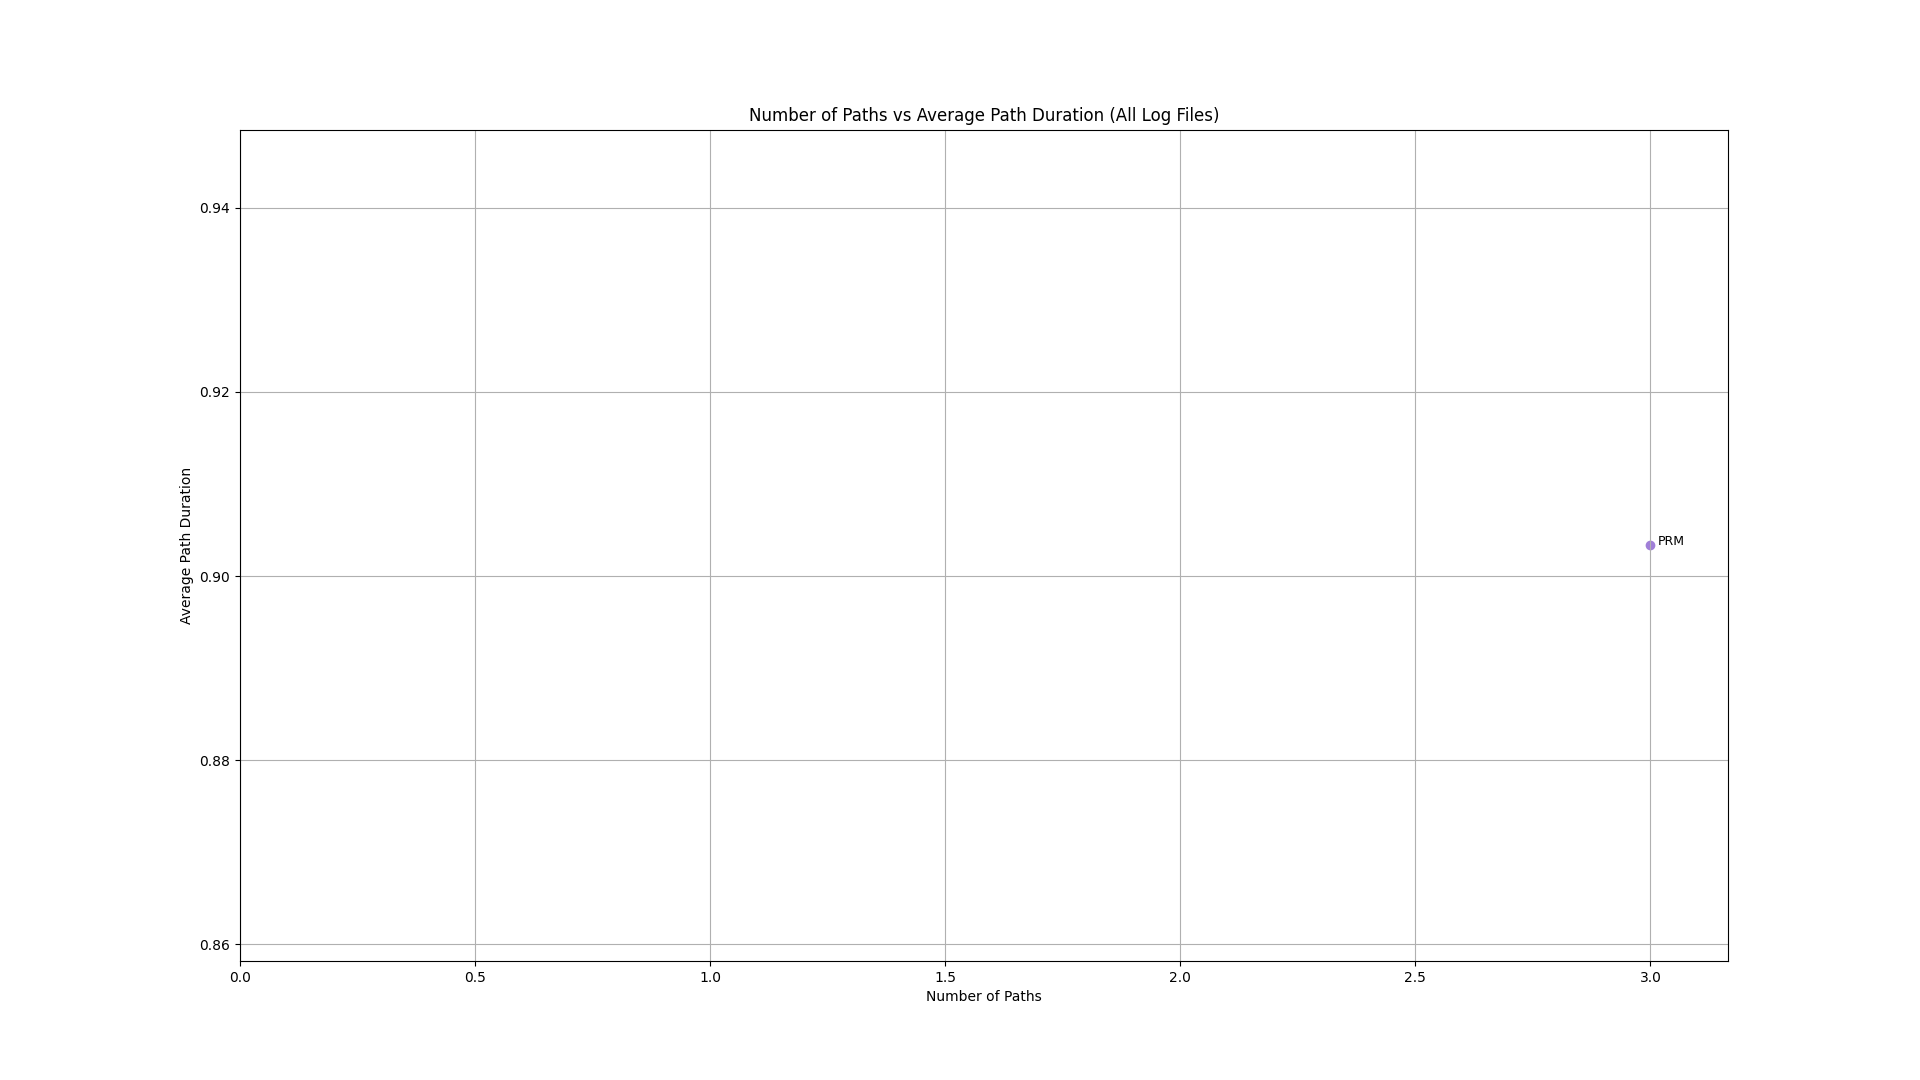 Number of Paths vs Average Path Duration (All Log Files)
Average Path Duration
0.94
0.92
0.90
0.88
0.86
PRM
0.0 0.5 1.0 1.5 2.0 2.5 3.0
Number of Paths